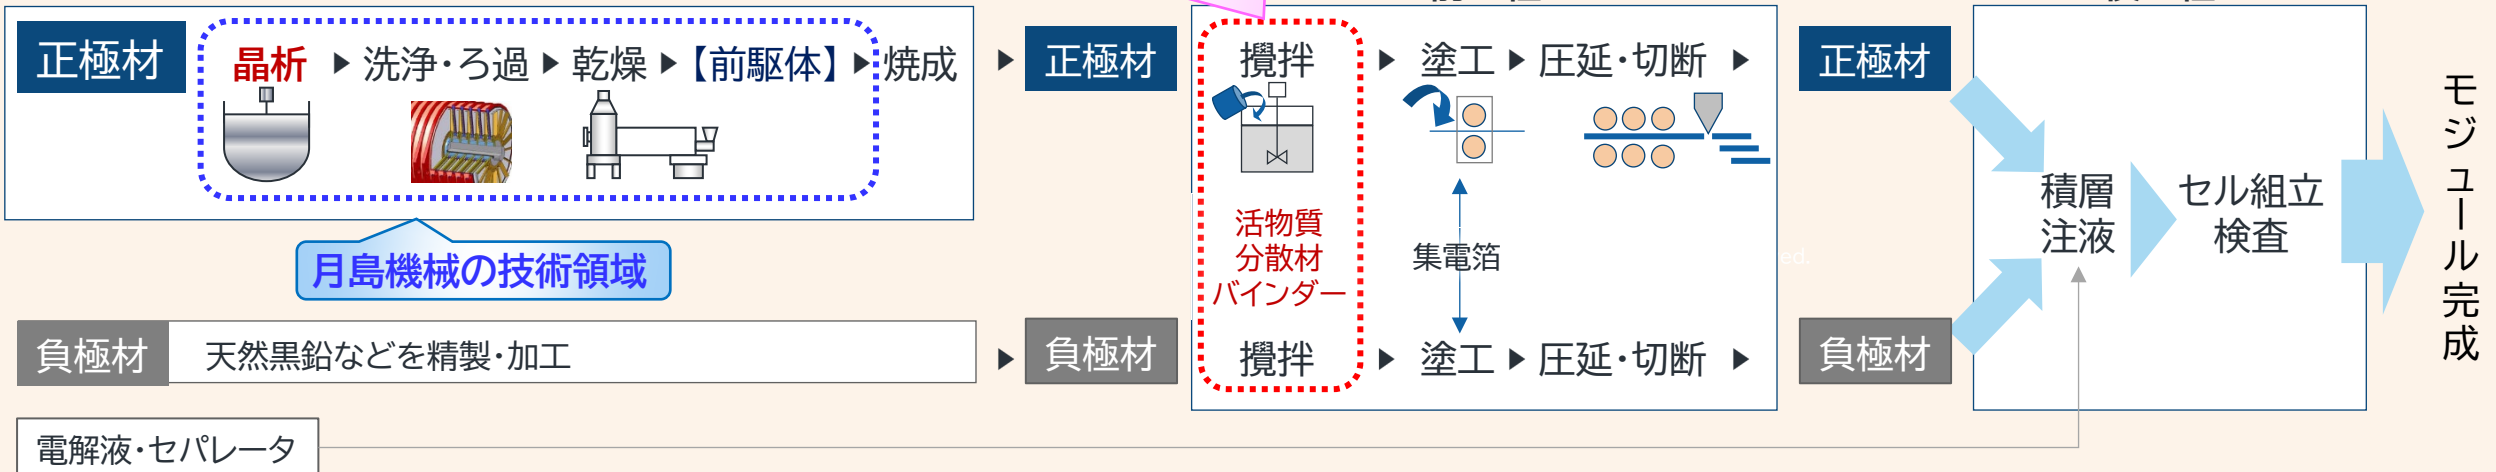 正極材
晶析
洗浄・ろ過
乾燥
【前駆体】
焼成
月島機械の技術領域
負極材
天然黒鉛などを精製・加工
電解液・セパレータ
正極材
攪拌
塗工
圧延・切断
活物質
分散材
バインダー
集電箔
負極材
攪拌
塗工
圧延・切断
正極材
負極材
積層
注液
セル組立
検査
モジュール完成